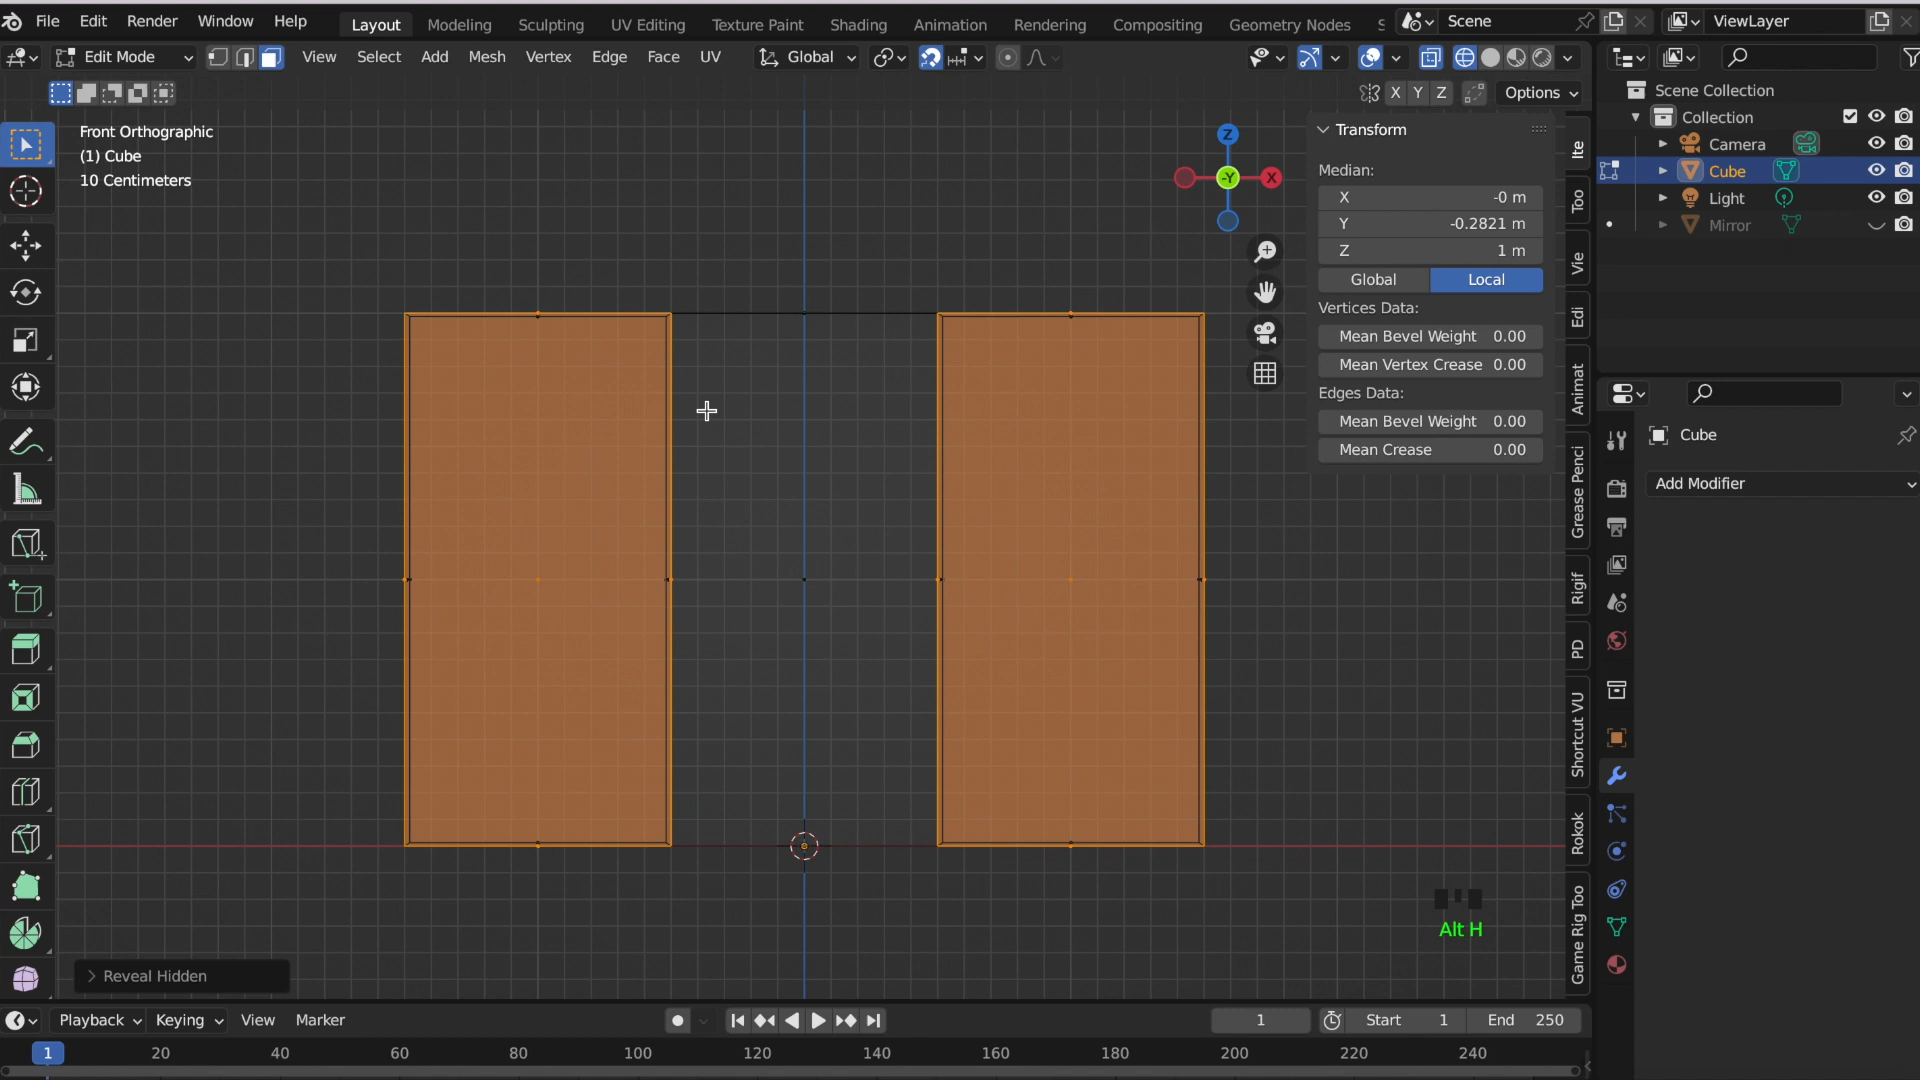 File Edit Render Window Help Layout Modeling Sculpting UV Editing Texture Paint Shading Animation Rendering Compositing Geometry Nodes S Scene ViewLayer
Edit Mode View Select Add Mesh Vertex Edge Face UV Global
X Y Z Options
Front Orthographic
(1) Cube
10 Centimeters
Z
-Y
X
Transform
Median:
X -0 m
Y -0.2821 m
Z 1 m
Global Local
Vertices Data:
Mean Bevel Weight 0.00
Mean Vertex Crease 0.00
Edges Data:
Mean Bevel Weight 0.00
Mean Crease 0.00
Ite
Too
Vie
Edi
Animat
Grease Penci
Rigif
PD
Shortcut VU
Rokok
Game Rig Too
Scene Collection
Collection
Camera
Cube
Light
Mirror
Cube
Add Modifier
Alt H
Reveal Hidden
Playback Keying View Marker 1 Start 1 End 250
1 20 40 60 80 100 120 140 160 180 200 220 240